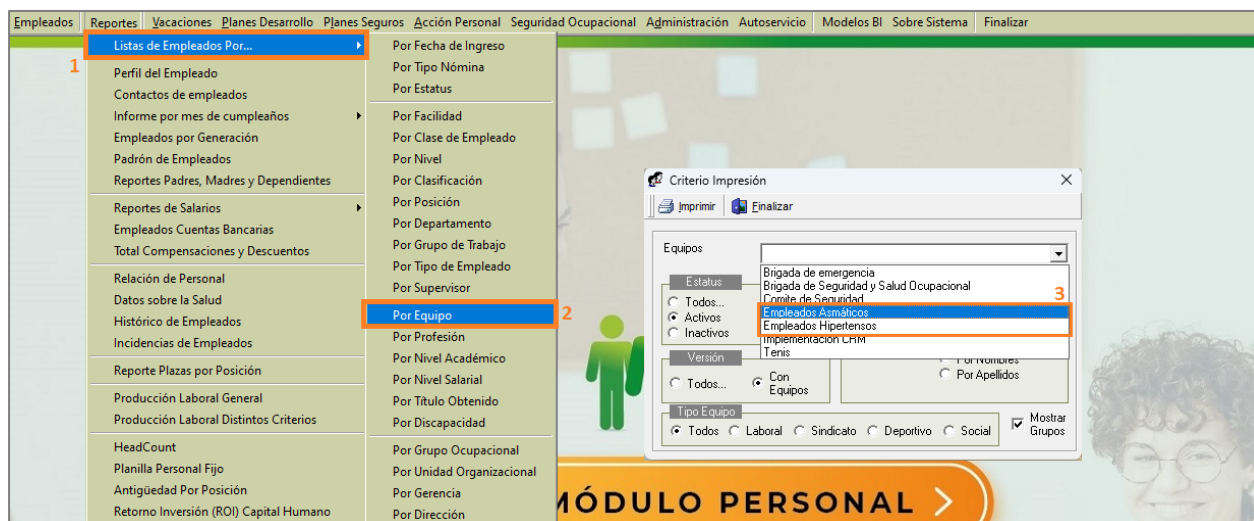 Empleados Reportes Vacaciones Planes Desarrollo Planes Seguros Acción Personal Seguridad Ocupacional Administración Autoservicio Modelos BI Sobre Sistema Finalizar
1
Listas de Empleados Por...
Perfil del Empleado
Contactos de empleados
Informe por mes de cumpleaños
Empleados por Generación
Padrón de Empleados
Reportes Padres, Madres y Dependientes
Reportes de Salarios
Empleados Cuentas Bancarias
Total Compensaciones y Descuentos
Relación de Personal
Datos sobre la Salud
Histórico de Empleados
Incidencias de Empleados
Reporte Plazas por Posición
Producción Laboral General
Producción Laboral Distintos Criterios
HeadCount
Planilla Personal Fijo
Antigüedad Por Posición
Retorno Inversión (ROI) Capital Humano
Por Fecha de Ingreso
Por Tipo Nómina
Por Estatus
Por Facilidad
Por Clase de Empleado
Por Nivel
Por Clasificación
Por Posición
Por Departamento
Por Grupo de Trabajo
Por Tipo de Empleado
Por Supervisor
Por Equipo
2
Por Profesión
Por Nivel Académico
Por Nivel Salarial
Por Título Obtenido
Por Discapacidad
Por Grupo Ocupacional
Por Unidad Organizacional
Por Gerencia
Por Dirección
Criterio Impresión
Imprimir Finalizar
Equipos
Brigada de emergencia
Brigada de Seguridad y Salud Ocupacional
Comite de Seguridad
3
Empleados Asmáticos
Empleados Hipertensos
Implementación CRM
Tenis
Estatus
Todos...
Activos
Inactivos
Versión
Todos... Con Equipos
Por Nombres
Por Apellidos
Tipo Equipo
Todos Laboral Sindicato Deportivo Social
Mostrar Grupos
MÓDULO PERSONAL >